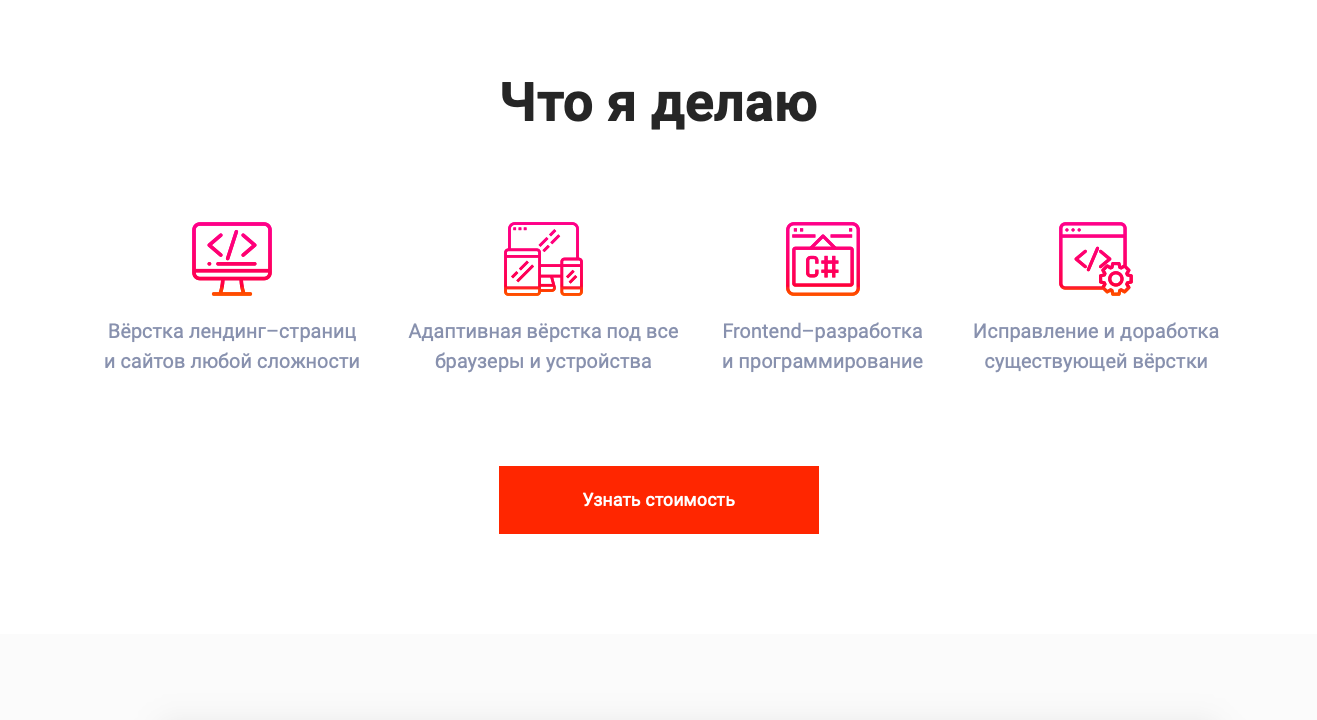 Что я делаю
C#
Вёрстка лендинг–страниц
и сайтов любой сложности
Адаптивная вёрстка под все
браузеры и устройства
Frontend–разработка
и программирование
Исправление и доработка
существующей вёрстки
Узнать стоимость